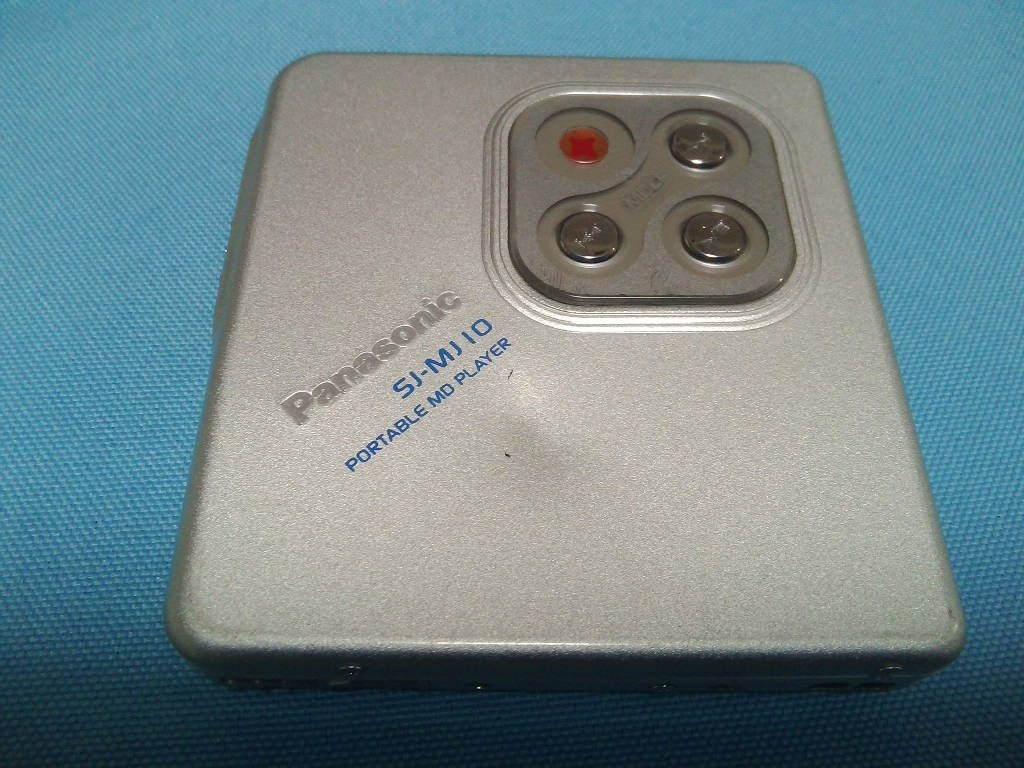 Panasonic
SJ-MJ10
PORTABLE MD PLAYER